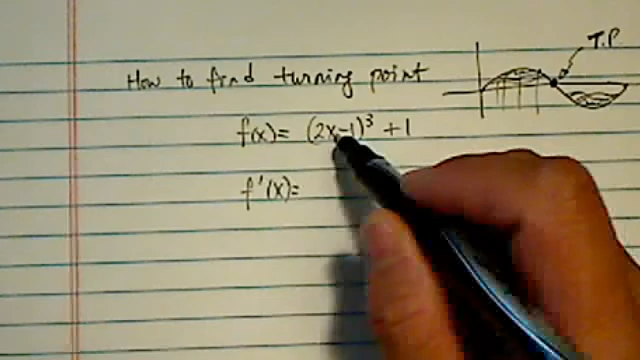 T.P.
How to find turning point
f(x) = (2x-1)³ + 1
f'(x) =